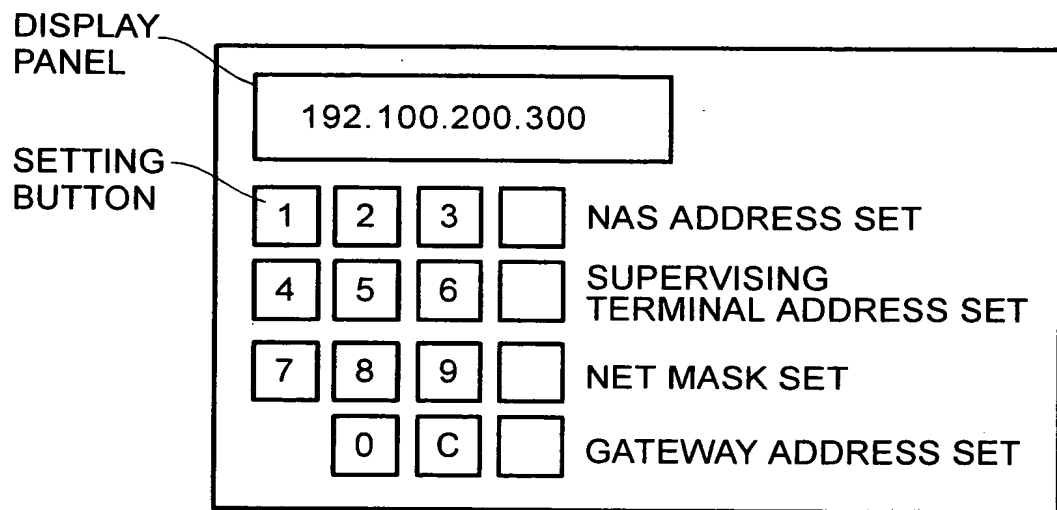 DISPLAY
PANEL
192.100.200.300
SETTING
BUTTON
1 2 3 NAS ADDRESS SET
4 5 6 SUPERVISING
TERMINAL ADDRESS SET
7 8 9 NET MASK SET
0 C GATEWAY ADDRESS SET